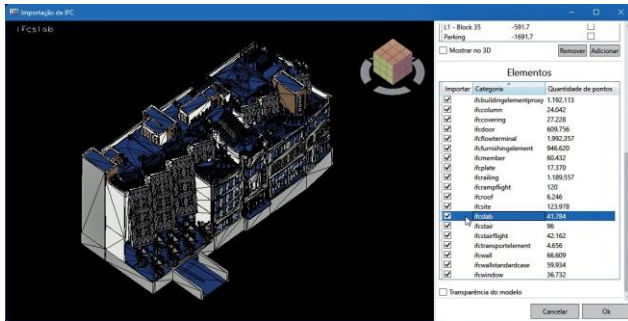 Importação de IFC
ifcslab
L1 - Block 35 -591.7
Parking -1691.7
Mostrar no 3D Remover Adicionar
Elementos
Importar Categoria Quantidade de pontos
ifcbuildingelementproxy 1.192.113
ifccolumn 24.042
ifccovering 27.228
ifcdoor 609.756
ifcflowterminal 1.992.357
ifcfurnishingelement 946.620
ifcmember 60.432
ifcplate 17.370
ifcrailing 1.189.557
ifcrampflight 120
ifcroof 6.246
ifcsite 123.978
ifcslab 41.784
ifcstair 96
ifcstairflight 42.162
ifctransportelement 4.656
ifcwall 66.609
ifcwallstandardcase 59.934
ifcwindow 36.732
Transparência do modelo
Cancelar Ok